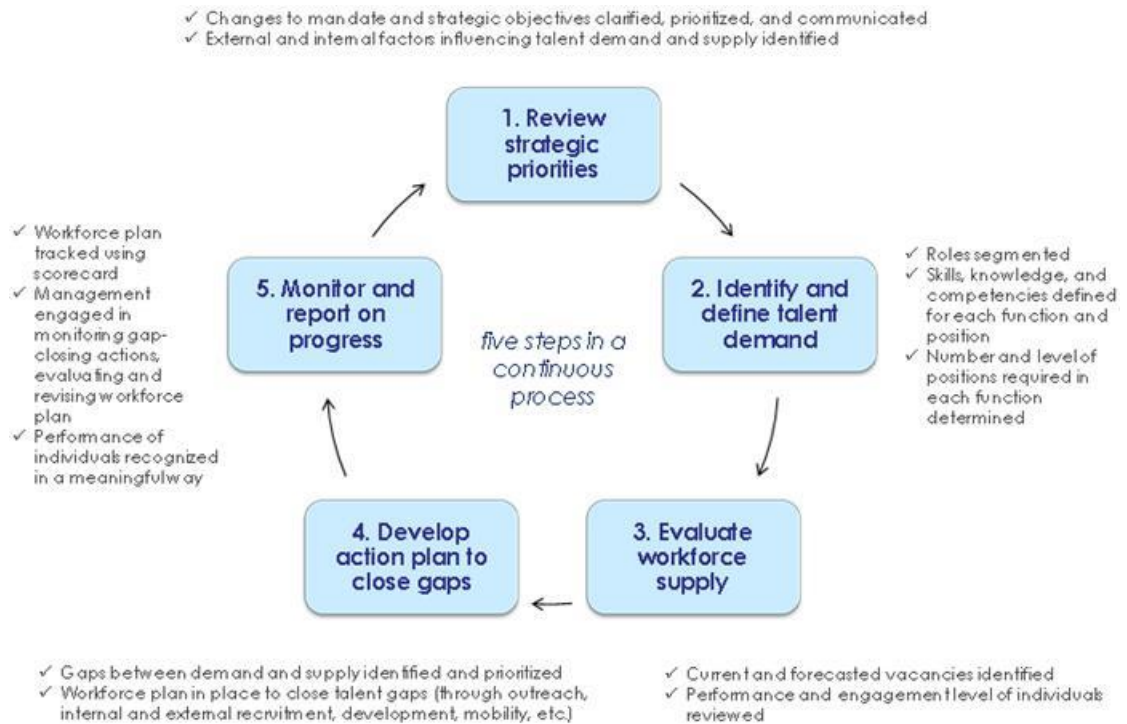 ✓ Changes to mandate and strategic objectives clarified, prioritized, and communicated
✓ External and internal factors influencing talent demand and supply identified
1. Review
strategic
priorities
✓ Roles segmented
✓ Skills, knowledge, and
competencies defined
for each function and
position
✓ Number and level of
positions required in
each function
determined
2. Identify and
define talent
demand
3. Evaluate
workforce
supply
✓ Current and forecasted vacancies identified
✓ Performance and engagement level of individuals
reviewed
4. Develop
action plan to
close gaps
✓ Gaps between demand and supply identified and prioritized
✓ Workforce plan in place to close talent gaps (through outreach,
internal and external recruitment, development, mobility, etc.)
5. Monitor and
report on
progress
✓ Workforce plan
tracked using
scorecard
✓ Management
engaged in
monitoring gap-
closing actions,
evaluating and
revising workforce
plan
✓ Performance of
individuals recognized
in a meaningful way
five steps in a
continuous
process